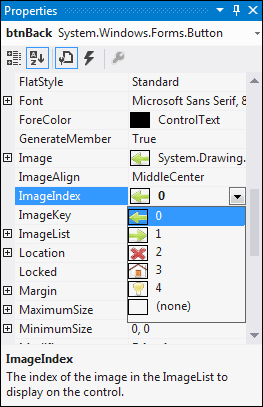 Properties
btnBack System.Windows.Forms.Button
FlatStyle Standard
Font Microsoft Sans Serif, 8
ForeColor ControlText
GenerateMember True
Image System.Drawing.
ImageAlign MiddleCenter
ImageIndex 0
ImageKey 0
ImageList 1
Location 2
Locked 3
Margin 4
MaximumSize (none)
MinimumSize 0, 0
ImageIndex
The index of the image in the ImageList to
display on the control.